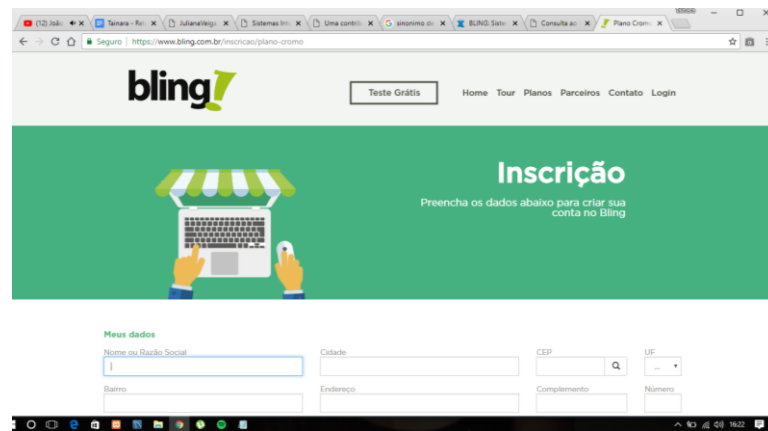 (12) João
Tainara - Rel
JulianaVeiga
Sistemas Int
Uma contrib
sinonimo de
BLING: Siste
Consulta ao
Plano Crom
Seguro | https://www.bling.com.br/inscricao/plano-cromo
bling!
Teste Grátis
Home Tour Planos Parceiros Contato Login
Inscrição
Preencha os dados abaixo para criar sua
conta no Bling
Meus dados
Nome ou Razão Social Cidade CEP UF
...
Bairro Endereço Complemento Número
16:22